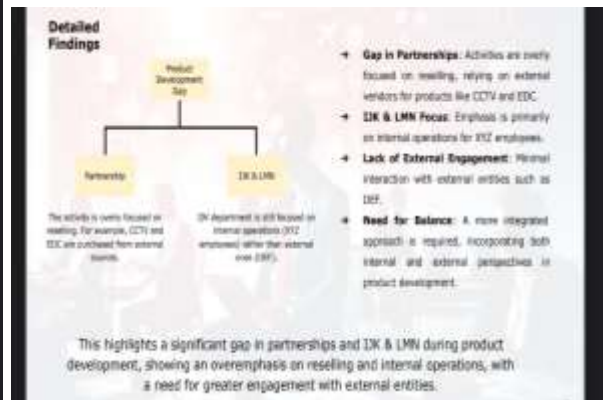 Detailed
Findings
Product
Development
Gap
Partnership
IJK & LMN
The activity is overly focused on
reselling. For example, CCTV and
EDC are purchased from external
IJK department is still focused on
internal operations (XYZ
employees) rather than external
ones (DEF).
→ Gap in Partnerships: Activities are overly
focused on reselling, relying on external
vendors for products like CCTV and EDC.
→ IJK & LMN Focus: Emphasis is primarily
on internal operations for XYZ employees.
→ Lack of External Engagement: Minimal
interaction with external entities such as
DEF.
→ Need for Balance: A more integrated
approach is required, incorporating both
internal and external perspectives in
product development.
This highlights a significant gap in partnerships and IJK & LMN during product
development, showing an overemphasis on reselling and internal operations, with
a need for greater engagement with external entities.